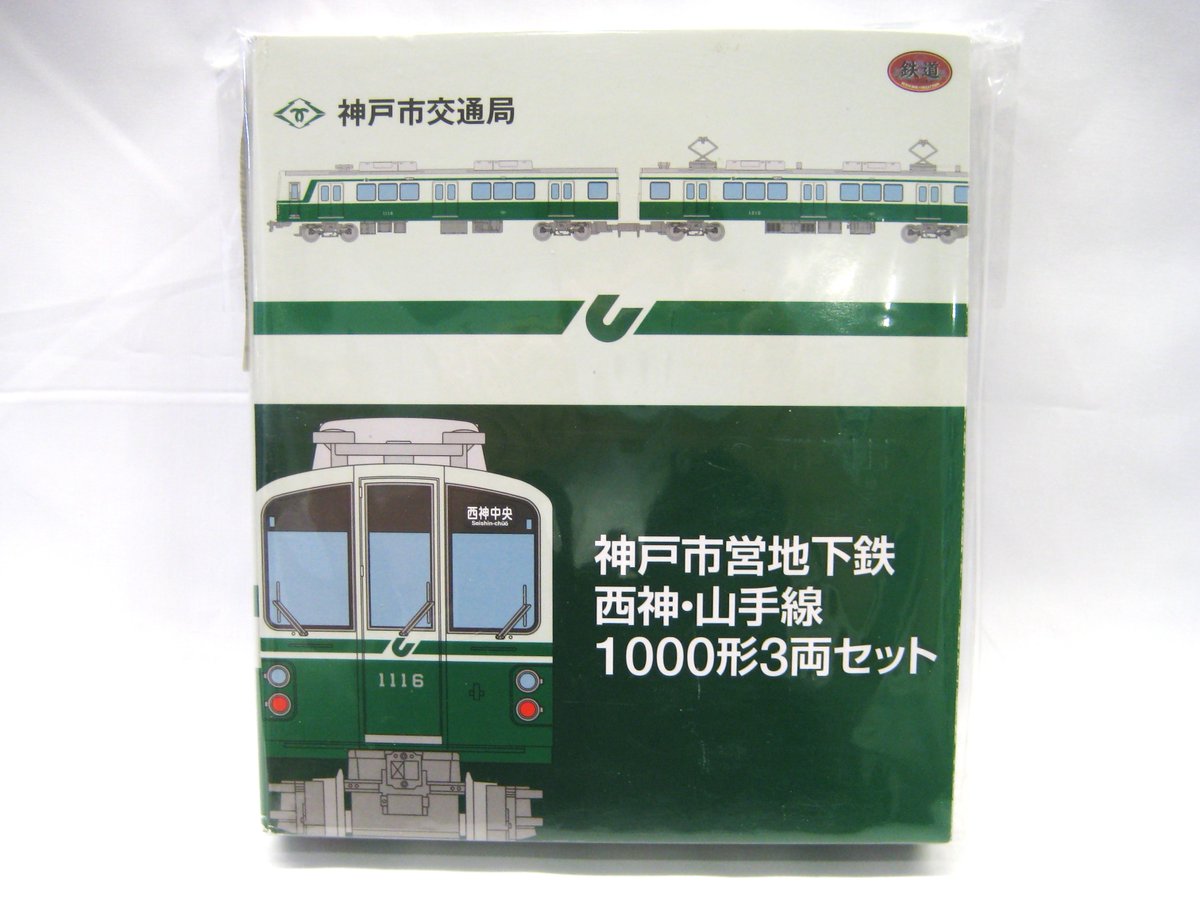 鉄道
神戸市交通局
1116
西神中央
Seishin-chūō
神戸市営地下鉄
西神・山手線
1000形3両セット
1116